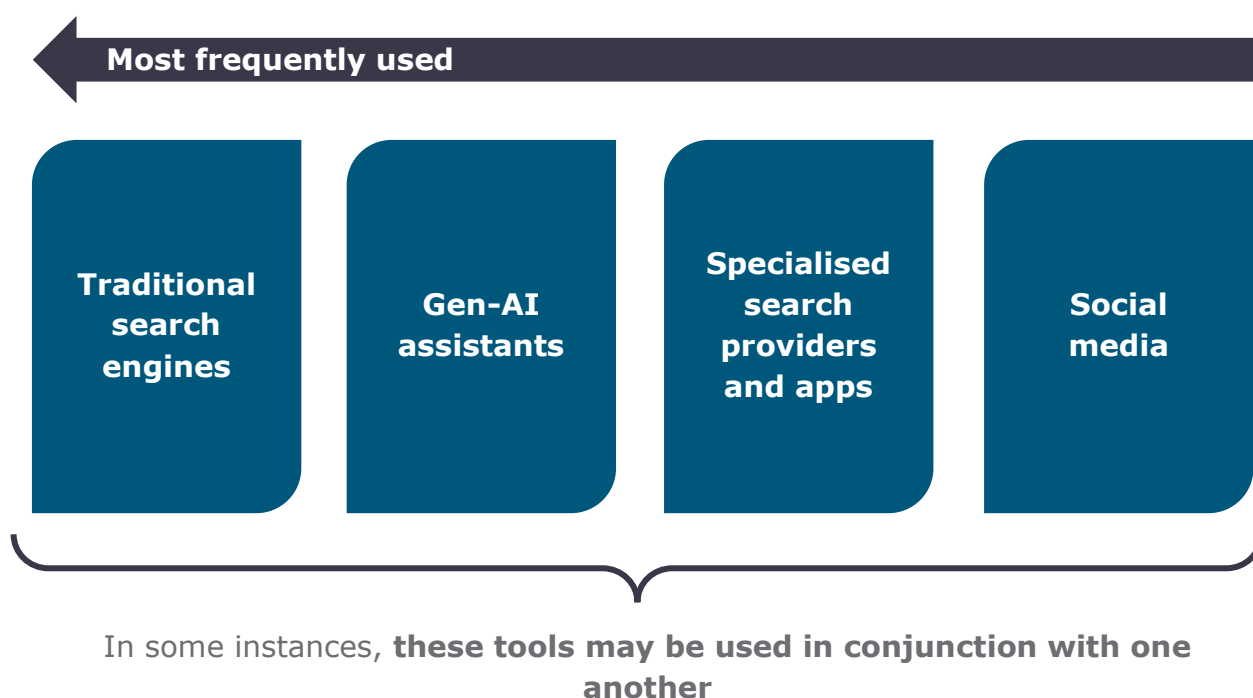 Most frequently used
Traditional
search
engines
Gen-AI
assistants
Specialised
search
providers
and apps
Social
media
In some instances, these tools may be used in conjunction with one
another